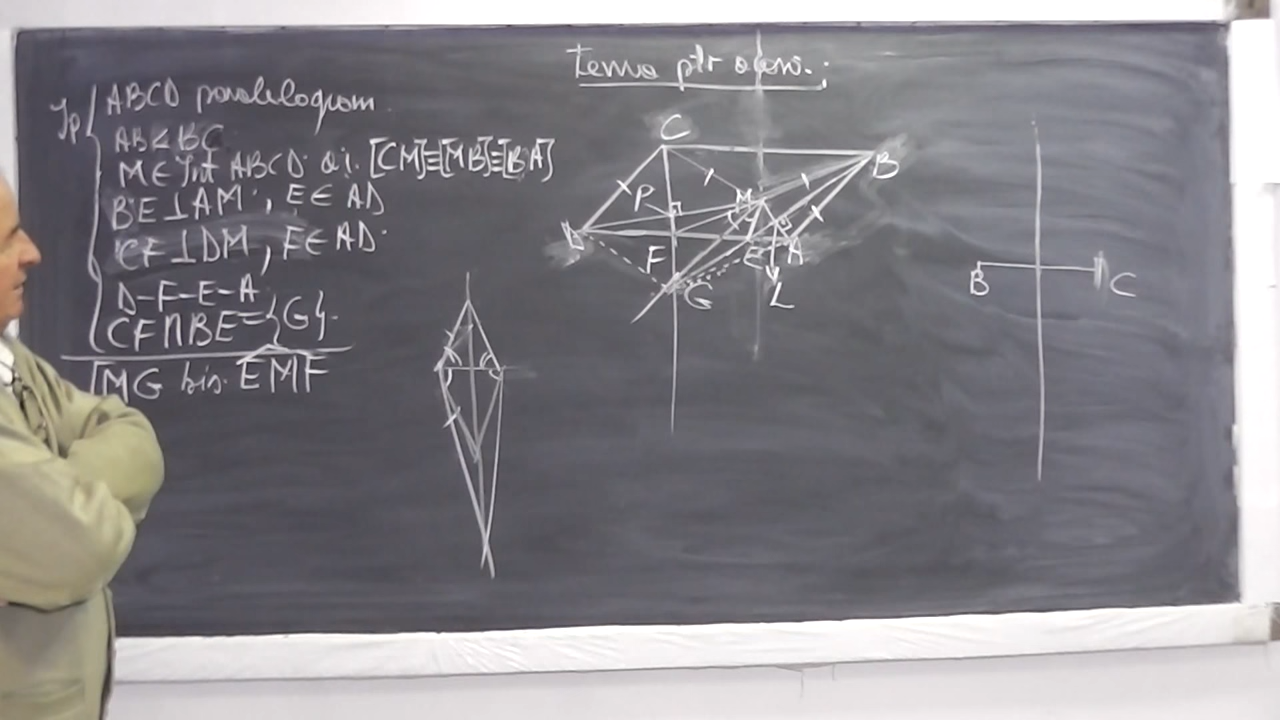 Tema ptr acas.:
Ip { ABCD paralelogram.
AB<BC
M∈Int ABCD a.î. [CM]≡[MB]≡[BA]
BE⊥AM ; E∈AD
CF⊥DM , F∈AD
D-F-E-A
CF∩BE={G}.
[MG bis. EMF
C
B
P
M
D
F
E
A
G
L
B
C